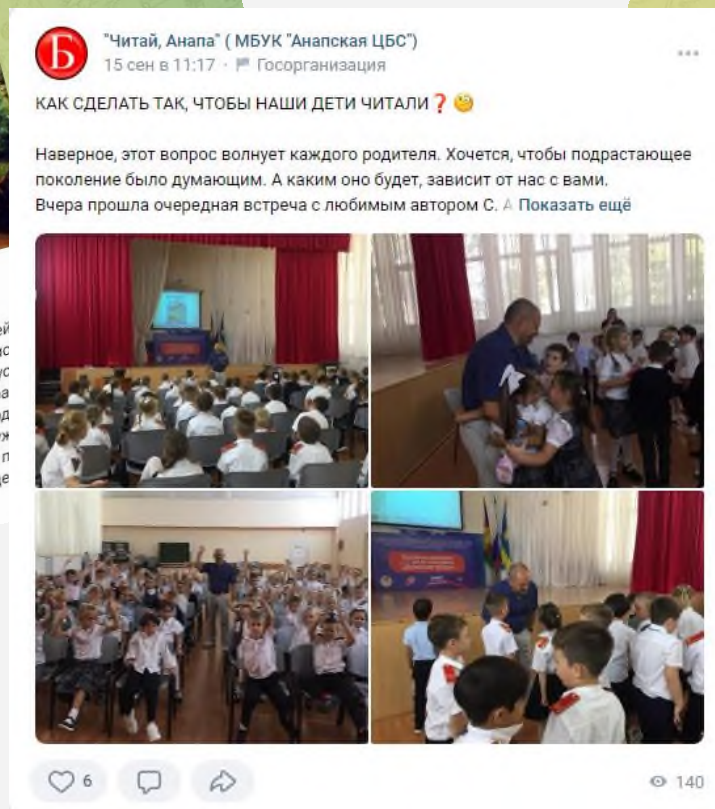 Б
"Читай, Анапа" ( МБУК "Анапская ЦБС")
15 сен в 11:17 · Госорганизация
КАК СДЕЛАТЬ ТАК, ЧТОБЫ НАШИ ДЕТИ ЧИТАЛИ❓🧐
Наверное, этот вопрос волнует каждого родителя. Хочется, чтобы подрастающее
поколение было думающим. А каким оно будет, зависит от нас с вами.
Вчера прошла очередная встреча с любимым автором С. А Показать ещё
6
140